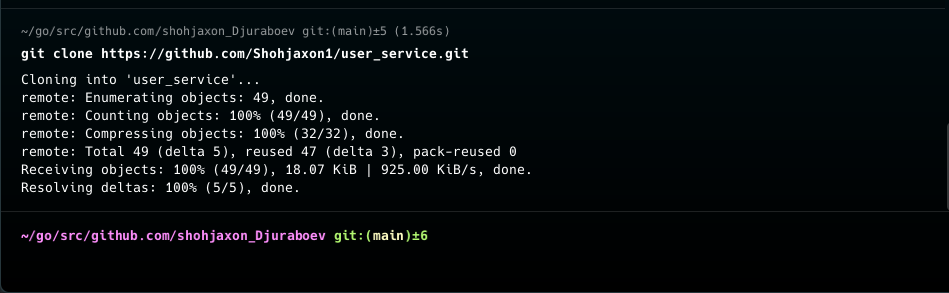 ~/go/src/github.com/shohjaxon_Djuraboev git:(main)±5 (1.566s)
git clone https://github.com/Shohjaxon1/user_service.git
Cloning into 'user_service'...
remote: Enumerating objects: 49, done.
remote: Counting objects: 100% (49/49), done.
remote: Compressing objects: 100% (32/32), done.
remote: Total 49 (delta 5), reused 47 (delta 3), pack-reused 0
Receiving objects: 100% (49/49), 18.07 KiB | 925.00 KiB/s, done.
Resolving deltas: 100% (5/5), done.
~/go/src/github.com/shohjaxon_Djuraboev git:(main)±6